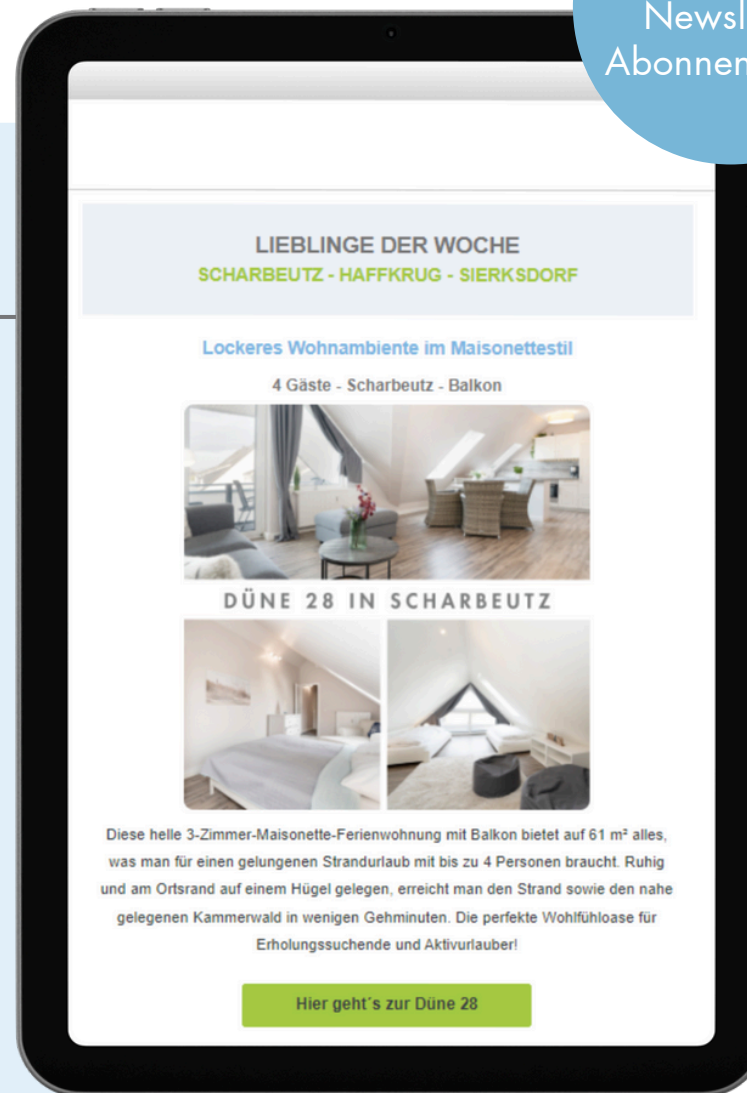 Newsl
Abonnen
LIEBLINGE DER WOCHE
SCHARBEUTZ - HAFFKRUG - SIERKSDORF
Lockeres Wohnambiente im Maisonettestil
4 Gäste - Scharbeutz - Balkon
DÜNE 28 IN SCHARBEUTZ
Diese helle 3-Zimmer-Maisonette-Ferienwohnung mit Balkon bietet auf 61 m² alles,
was man für einen gelungenen Strandurlaub mit bis zu 4 Personen braucht. Ruhig
und am Ortsrand auf einem Hügel gelegen, erreicht man den Strand sowie den nahe
gelegenen Kammerwald in wenigen Gehminuten. Die perfekte Wohlfühloase für
Erholungssuchende und Aktivurlauber!
Hier geht´s zur Düne 28